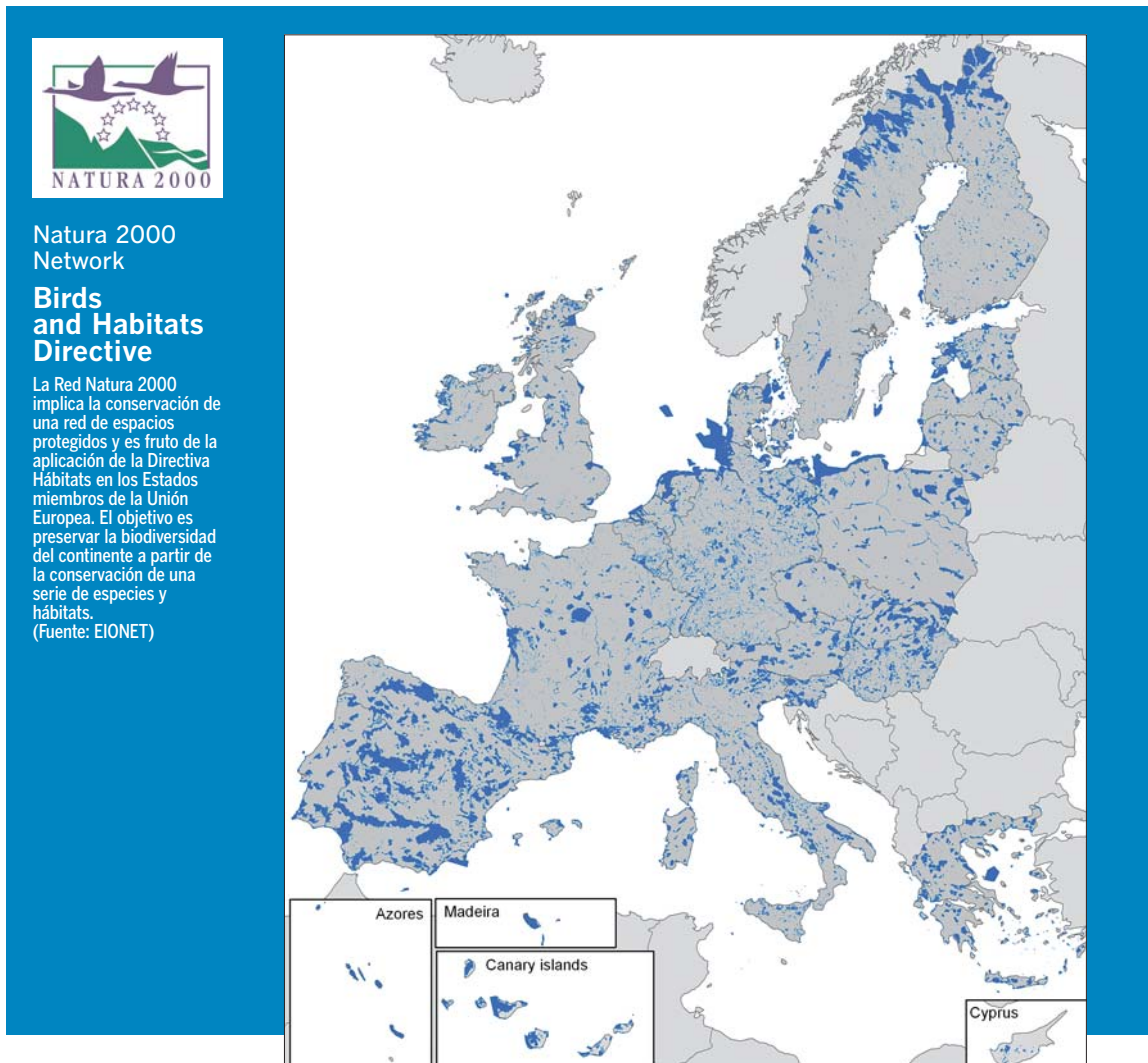 NATURA 2000
Natura 2000
Network
Birds
and Habitats
Directive
La Red Natura 2000
implica la conservación de
una red de espacios
protegidos y es fruto de la
aplicación de la Directiva
Hábitats en los Estados
miembros de la Unión
Europea. El objetivo es
preservar la biodiversidad
del continente a partir de
la conservación de una
serie de especies y
hábitats.
(Fuente: EIONET)
Azores
Madeira
Canary islands
Cyprus